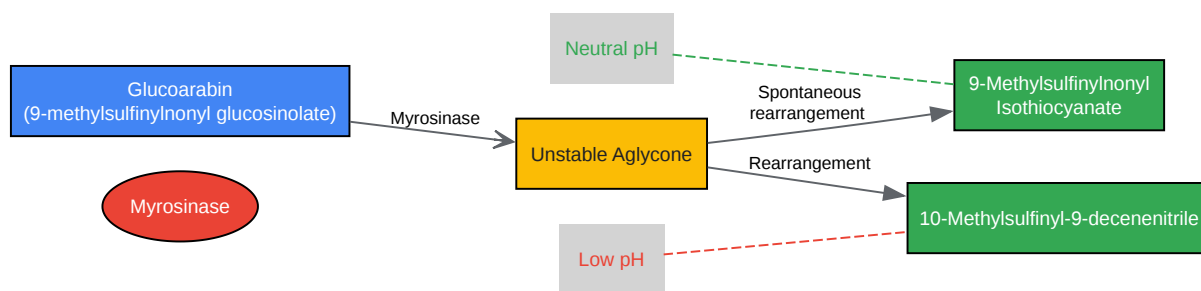 Neutral pH
Glucoarabin
(9-methylsulfinylnonyl glucosinolate)
Myrosinase
Spontaneous
rearrangement
9-Methylsulfinylnonyl
Isothiocyanate
Unstable Aglycone
Rearrangement
Myrosinase
10-Methylsulfinyl-9-decenenitrile
Low pH